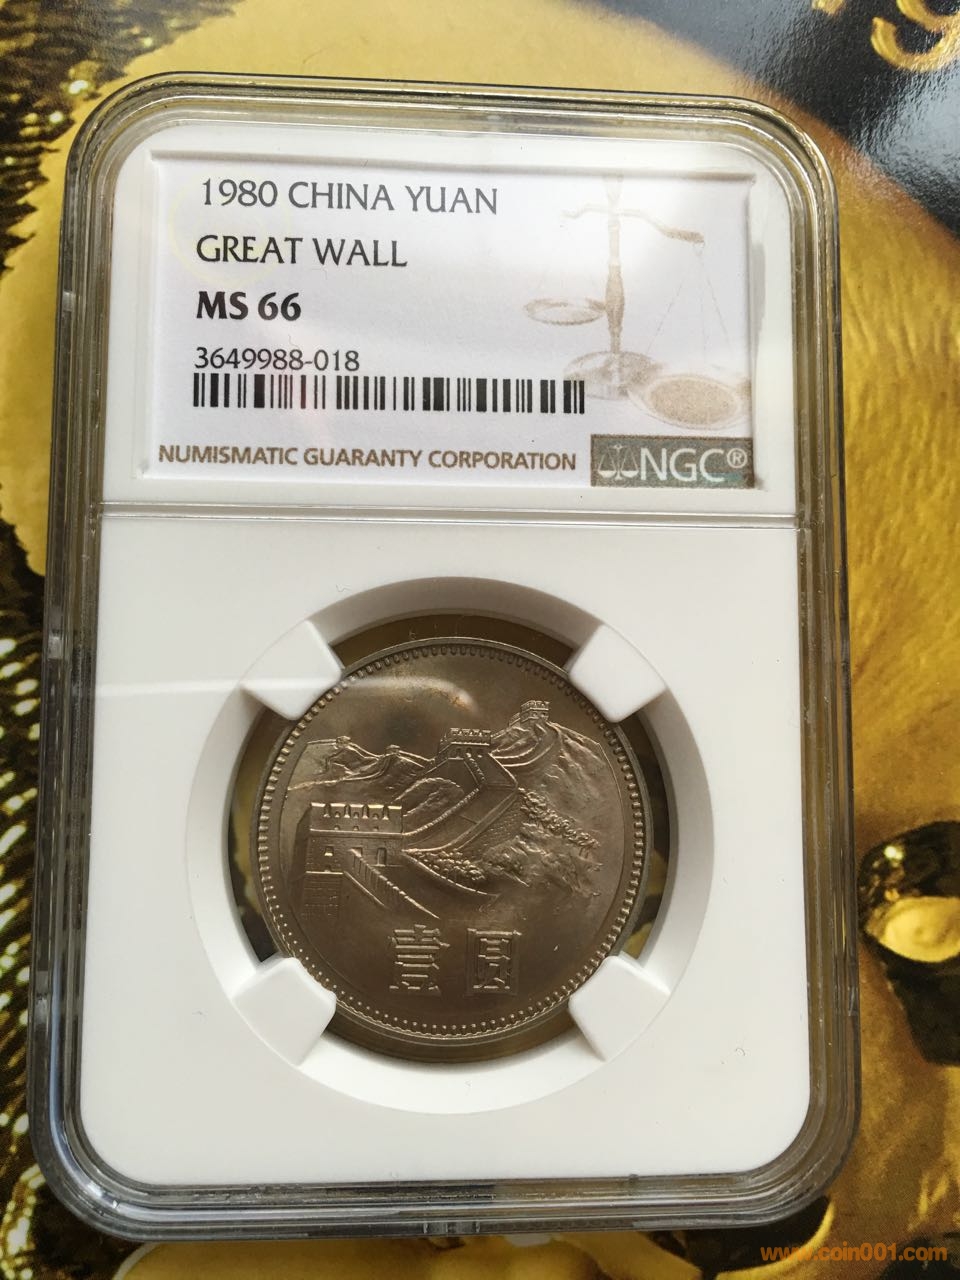 1980 CHINA YUAN
GREAT WALL
MS 66
3649988-018
NUMISMATIC GUARANTY CORPORATION NGC®
壹圆
www.coin001.com